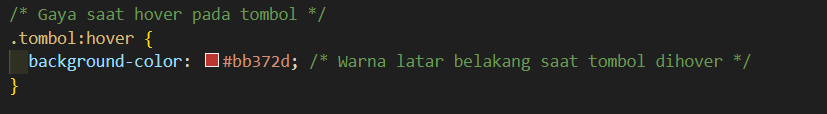 /* Gaya saat hover pada tombol */
.tombol:hover {
background-color: #bb372d; /* Warna latar belakang saat tombol dihover */
}